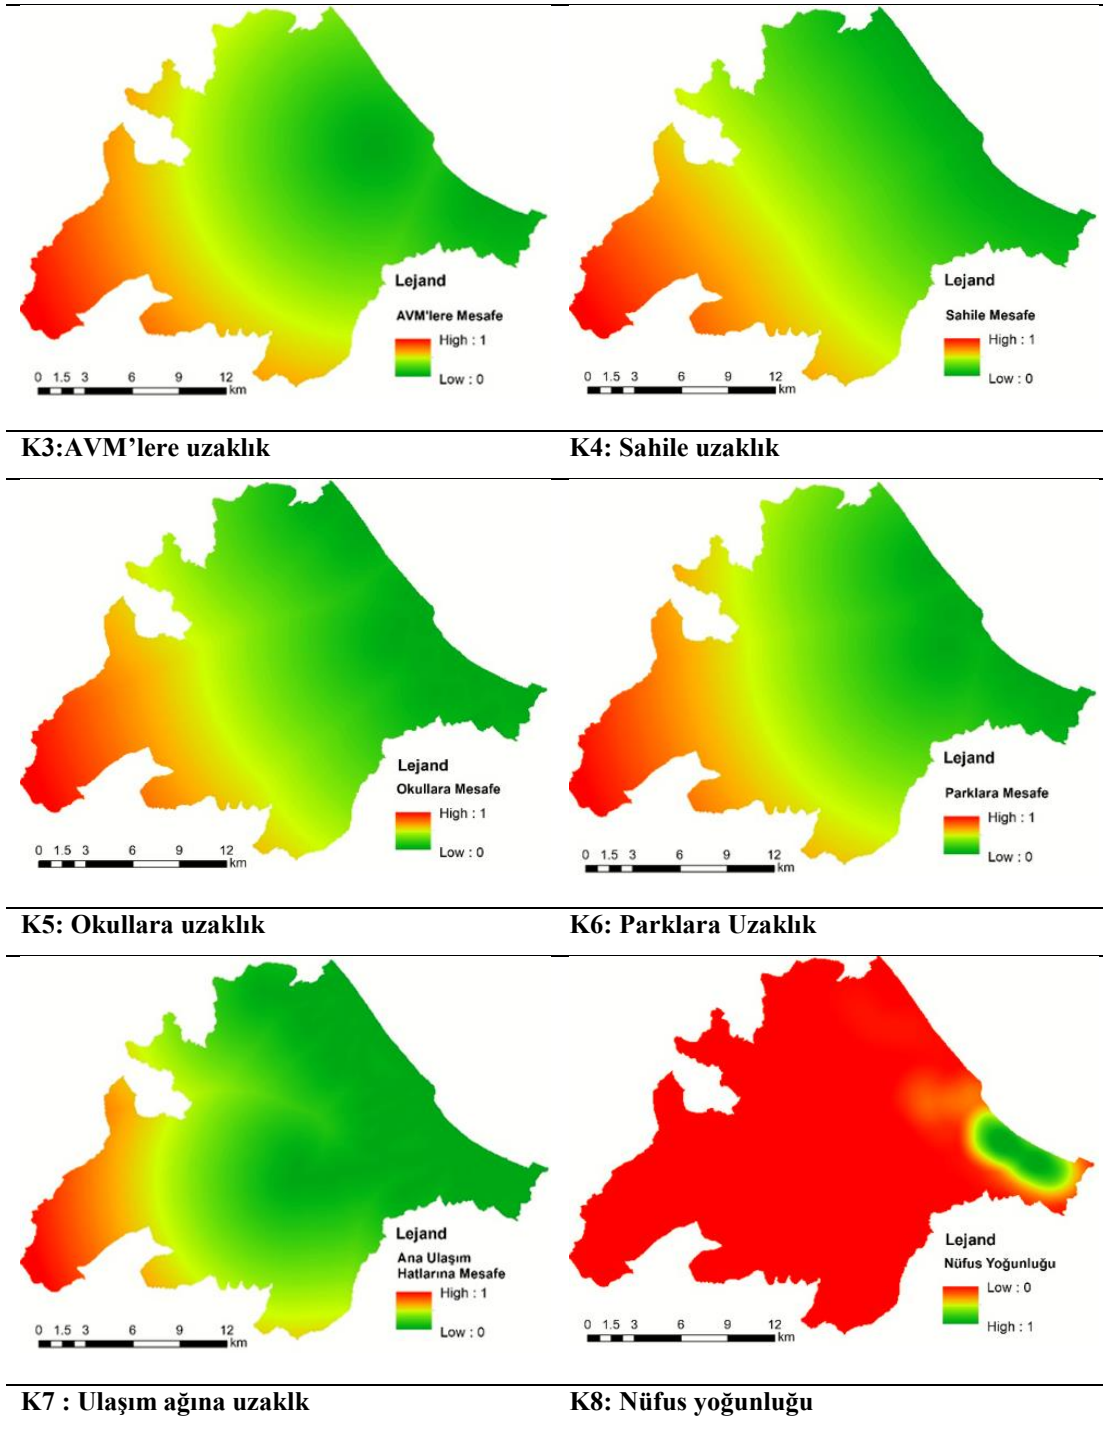 Lejand
AVM'lere Mesafe
High : 1
Low : 0
0 1.5 3 6 9 12
km
Lejand
Sahile Mesafe
High : 1
Low : 0
0 1.5 3 6 9 12
km
K3:AVM’lere uzaklık
K4: Sahile uzaklık
Lejand
Okullara Mesafe
High : 1
Low : 0
0 1.5 3 6 9 12
km
Lejand
Parklara Mesafe
High : 1
Low : 0
0 1.5 3 6 9 12
km
K5: Okullara uzaklık
K6: Parklara Uzaklık
Lejand
Ana Ulaşım
Hatlarına Mesafe
High : 1
Low : 0
0 1.5 3 6 9 12
km
Lejand
Nüfus Yoğunluğu
Low : 0
High : 1
0 1.5 3 6 9 12
km
K7 : Ulaşım ağına uzaklk
K8: Nüfus yoğunluğu